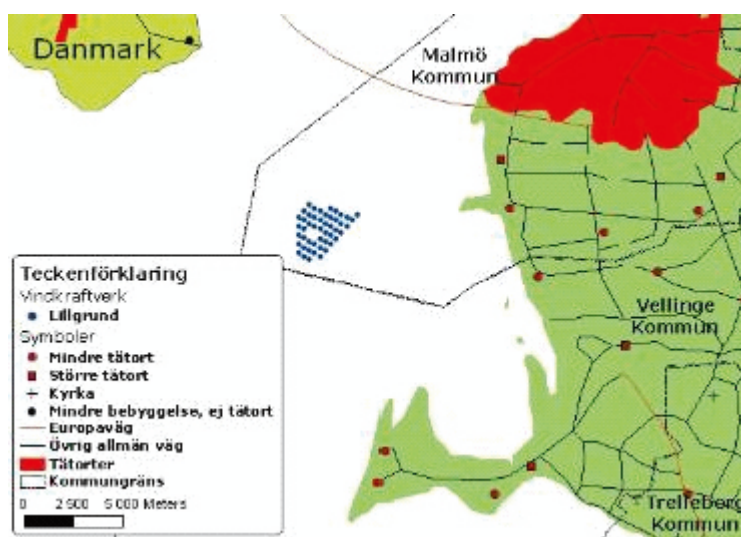 Danmark
Malmö
Kommun
Teckenförklaring
Vindkraftverk
Lillgrund
Symboler
Mindre tätort
Större tätort
Kyrka
Mindre bebyggelse, ej tätort
Europaväg
Övrig allmän väg
Tätorter
Kommungräns
0 2 500 5 000 Meters
Vellinge
Kommun
Trelleborg
Kommun